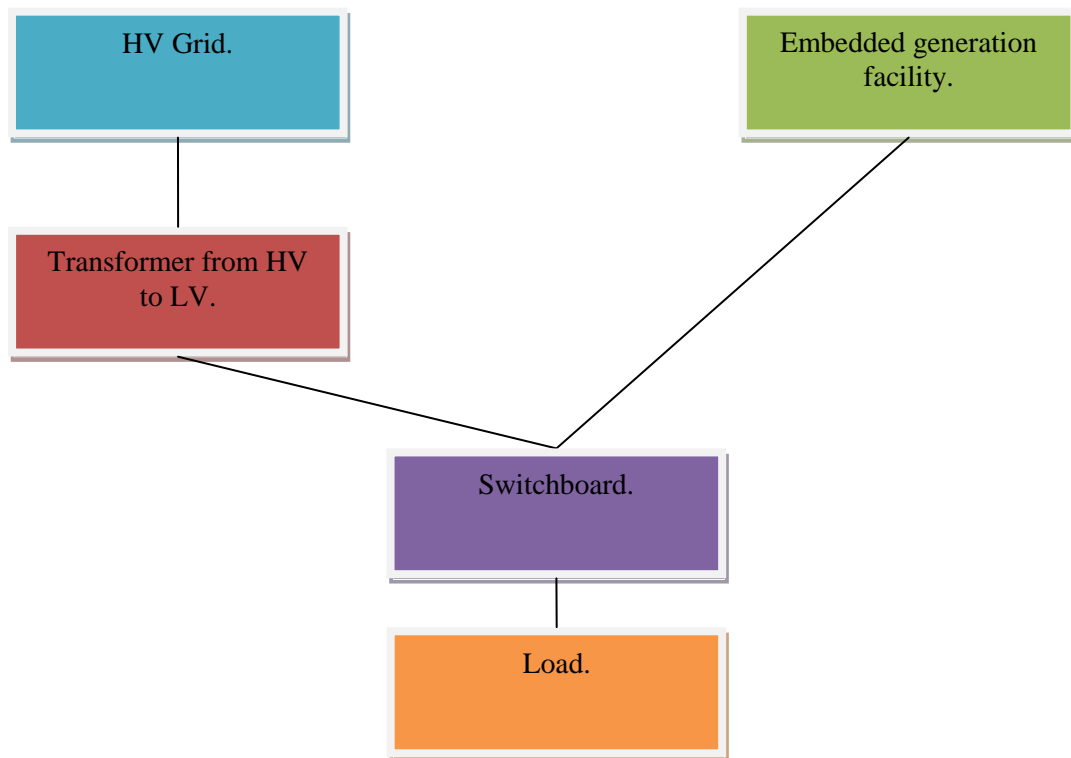 HV Grid.
Embedded generation
facility.
Transformer from HV
to LV.
Switchboard.
Load.